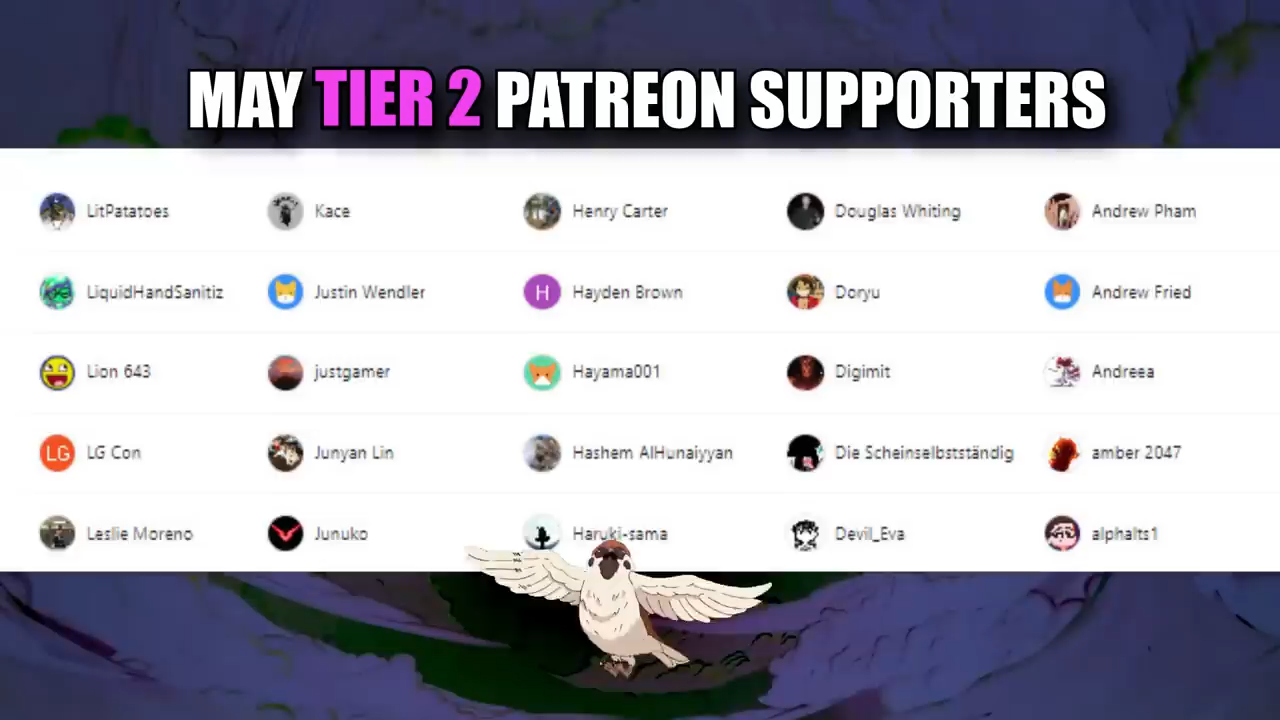 MAY TIER 2 PATREON SUPPORTERS
LitPatatoes Kace Henry Carter Douglas Whiting Andrew Pham
LiquidHandSanitiz Justin Wendler H Hayden Brown Doryu Andrew Fried
Lion 643 justgamer Hayama001 Digimit Andreea
LG LG Con Junyan Lin Hashem AlHunaiyyan Die Scheinselbstständig amber 2047
Leslie Moreno Junuko Haruki-sama Devil_Eva alphalts1